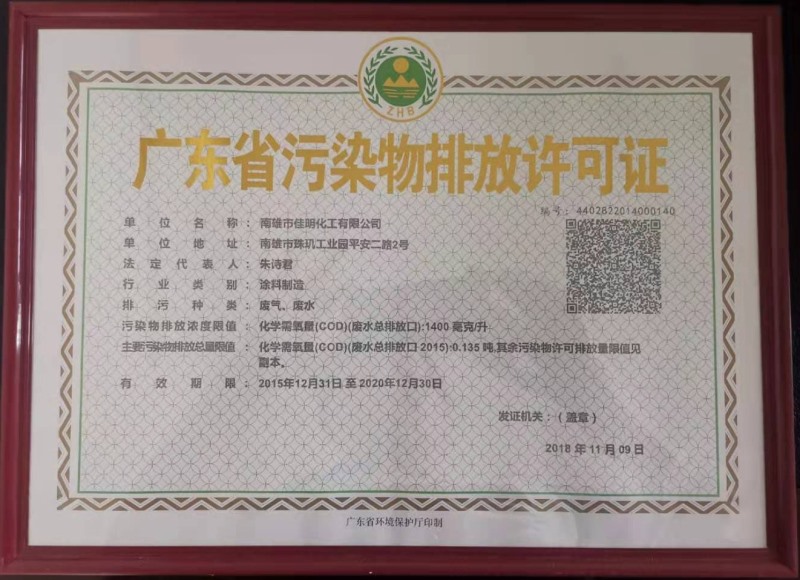 ZHB
广东省污染物排放许可证
编号：4402822014000140
单位名称：南雄市佳明化工有限公司
单位地址：南雄市珠玑工业园平安二路2号
法定代表人：朱诗君
行业类别：涂料制造
排污种类：废气、废水
污染物排放浓度限值：化学需氧量(COD)(废水总排放口):1400 毫克/升
主要污染物排放总量限值：化学需氧量(COD)(废水总排放口 2015):0.135 吨,其余污染物许可排放量限值见
副本。
有效期限：2015年12月31日 至 2020年12月30日
发证机关：（盖章）
2018 年 11 月 09 日
广东省环境保护厅印制